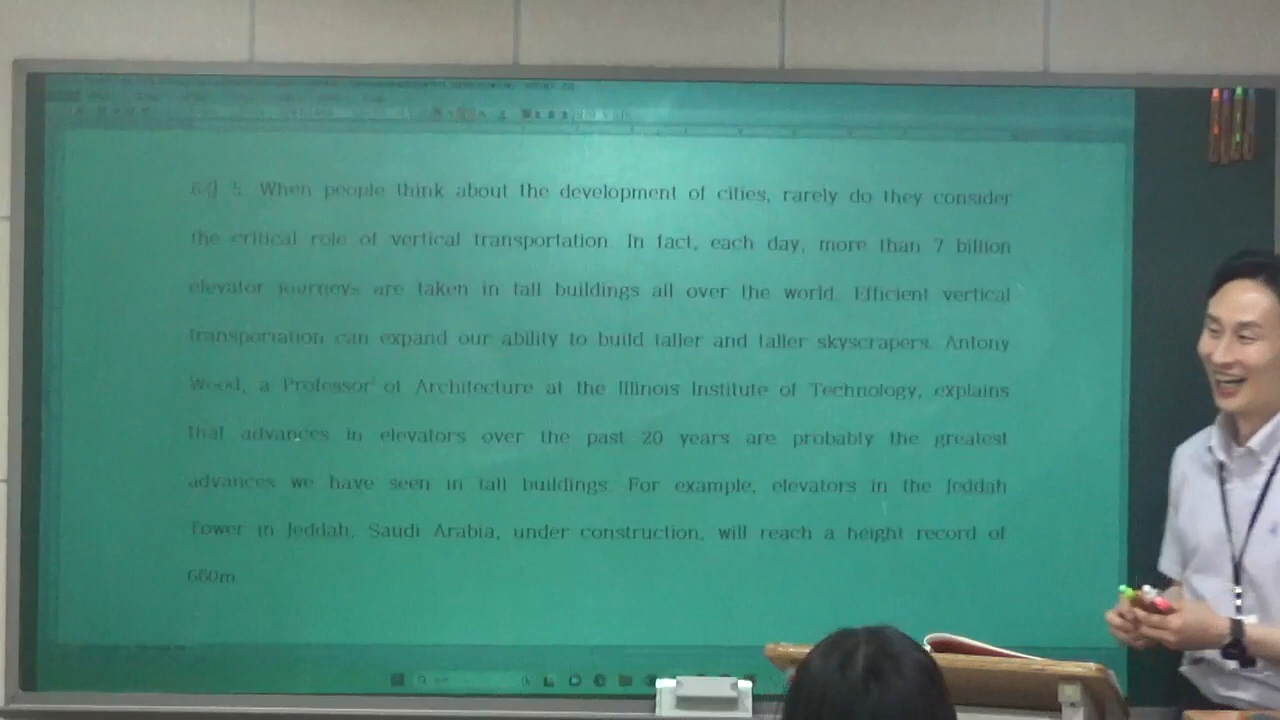 5. When people think about the development of cities, rarely do they consider
the critical role of vertical transportation. In fact, each day, more than 7 billion
elevator journeys are taken in tall buildings all over the world. Efficient vertical
transportation can expand our ability to build taller and taller skyscrapers. Antony
Wood, a Professor of Architecture at the Illinois Institute of Technology, explains
that advances in elevators over the past 20 years are probably the greatest
advances we have seen in tall buildings. For example, elevators in the Jeddah
Tower in Jeddah, Saudi Arabia, under construction, will reach a height record of
660m